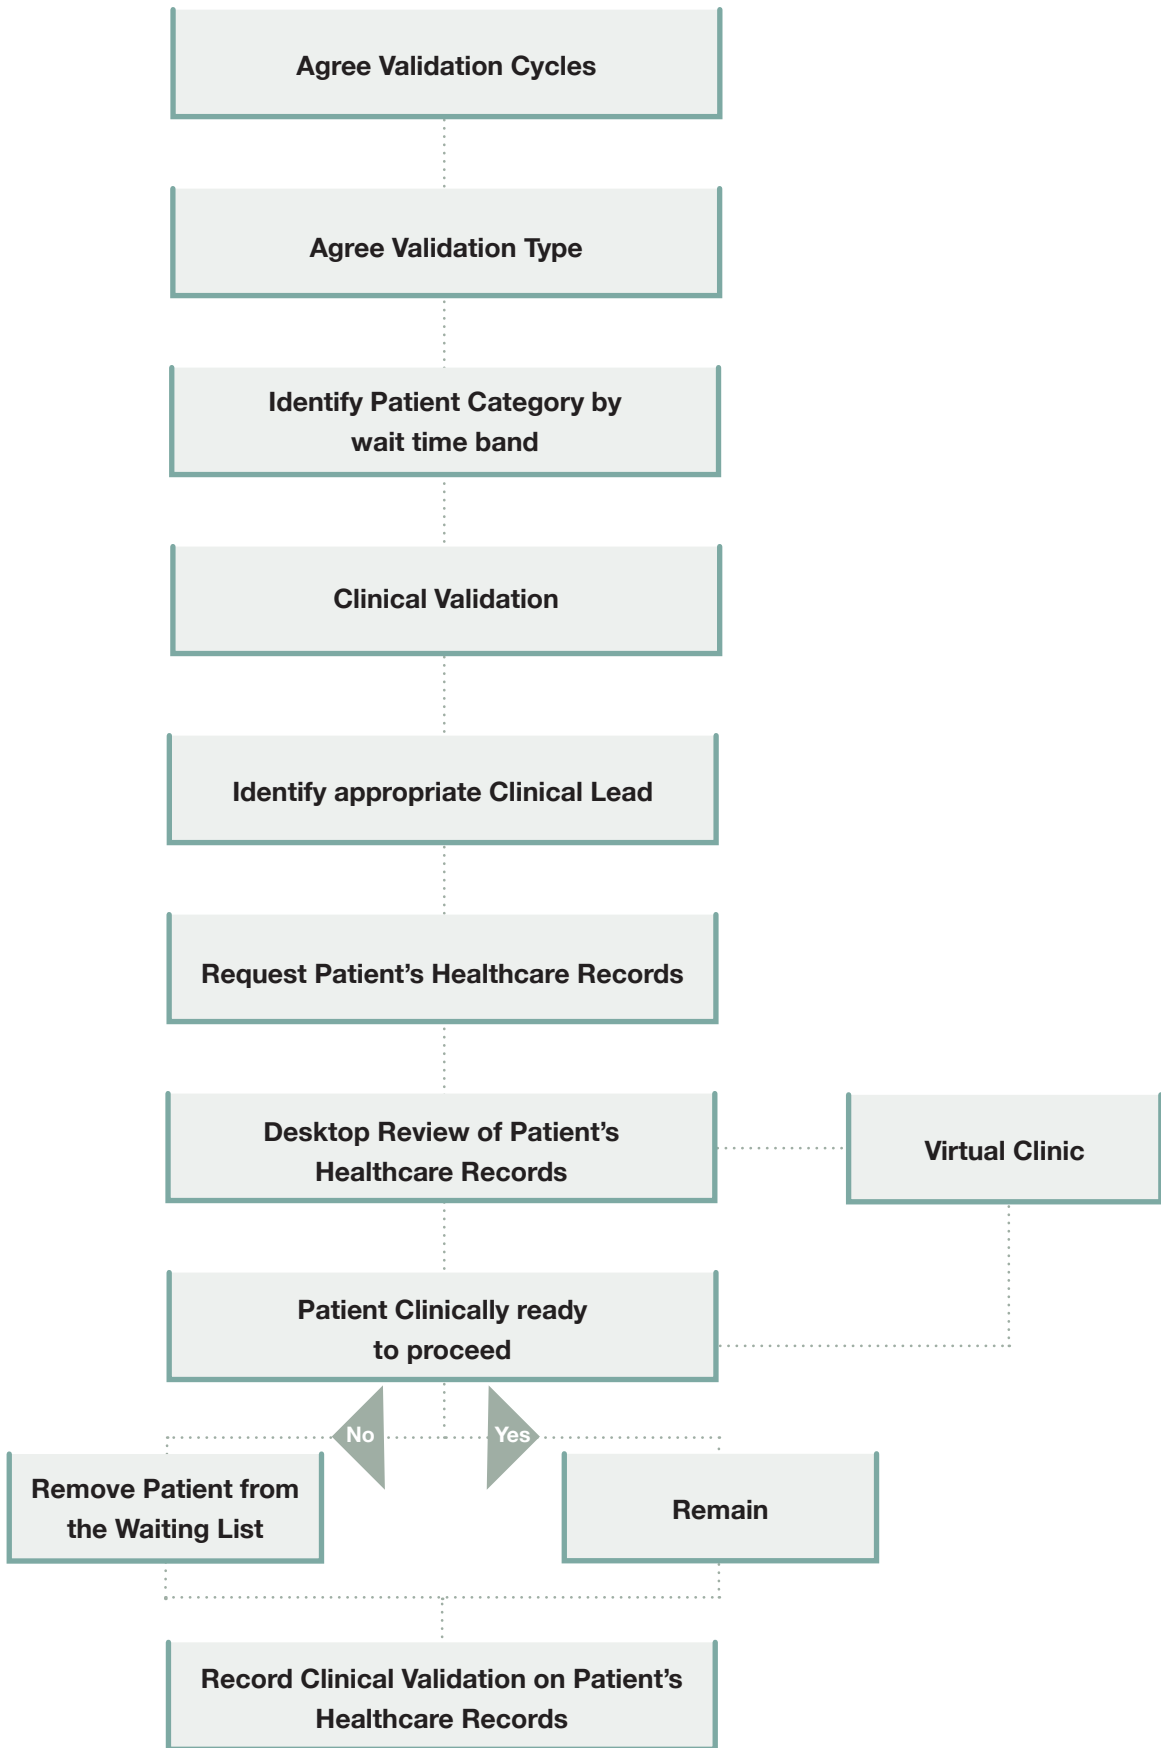 Agree Validation Cycles
Agree Validation Type
Identify Patient Category by
wait time band
Clinical Validation
Identify appropriate Clinical Lead
Request Patient’s Healthcare Records
Desktop Review of Patient’s
Healthcare Records
Virtual Clinic
Patient Clinically ready
to proceed
No
Yes
Remove Patient from
the Waiting List
Remain
Record Clinical Validation on Patient’s
Healthcare Records